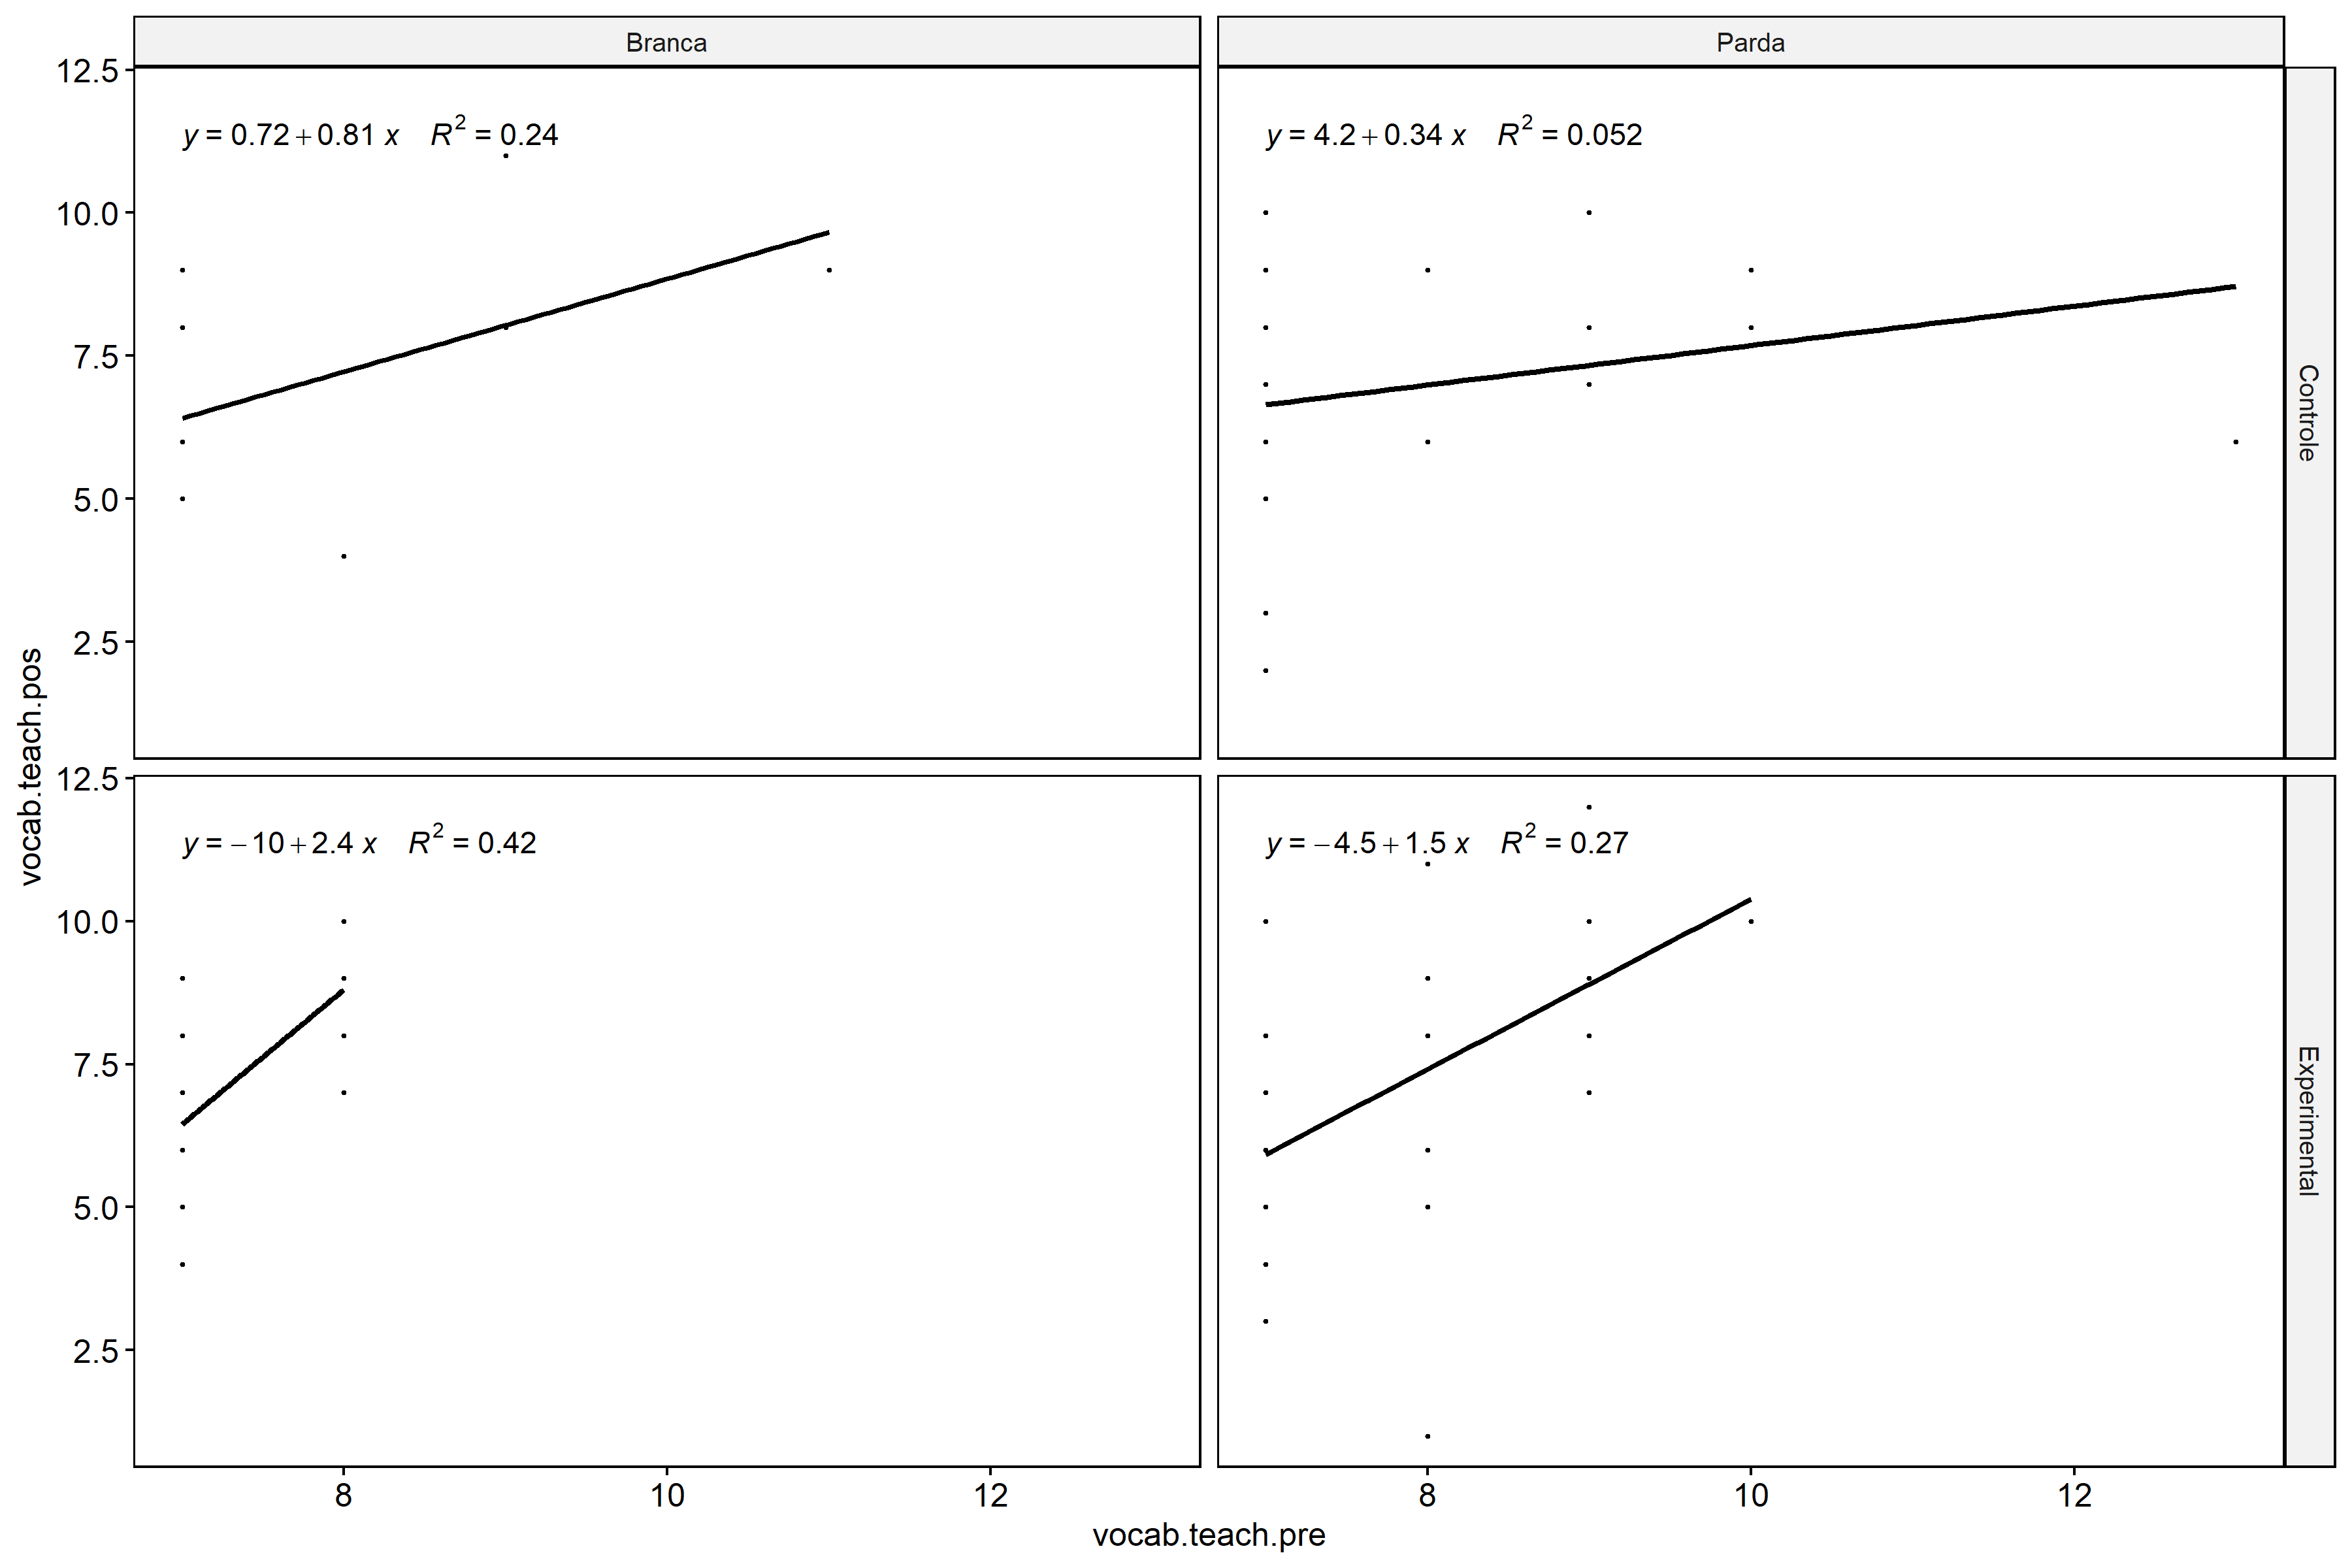 Branca
Parda
12.5
10.0
7.5
5.0
2.5
y = 0.72 + 0.81 x R² = 0.24
y = 4.2 + 0.34 x R² = 0.052
Controle
vocab.teach.pos
12.5
10.0
7.5
5.0
2.5
y = −10 + 2.4 x R² = 0.42
y = −4.5 + 1.5 x R² = 0.27
Experimental
8 10 12
8 10 12
vocab.teach.pre